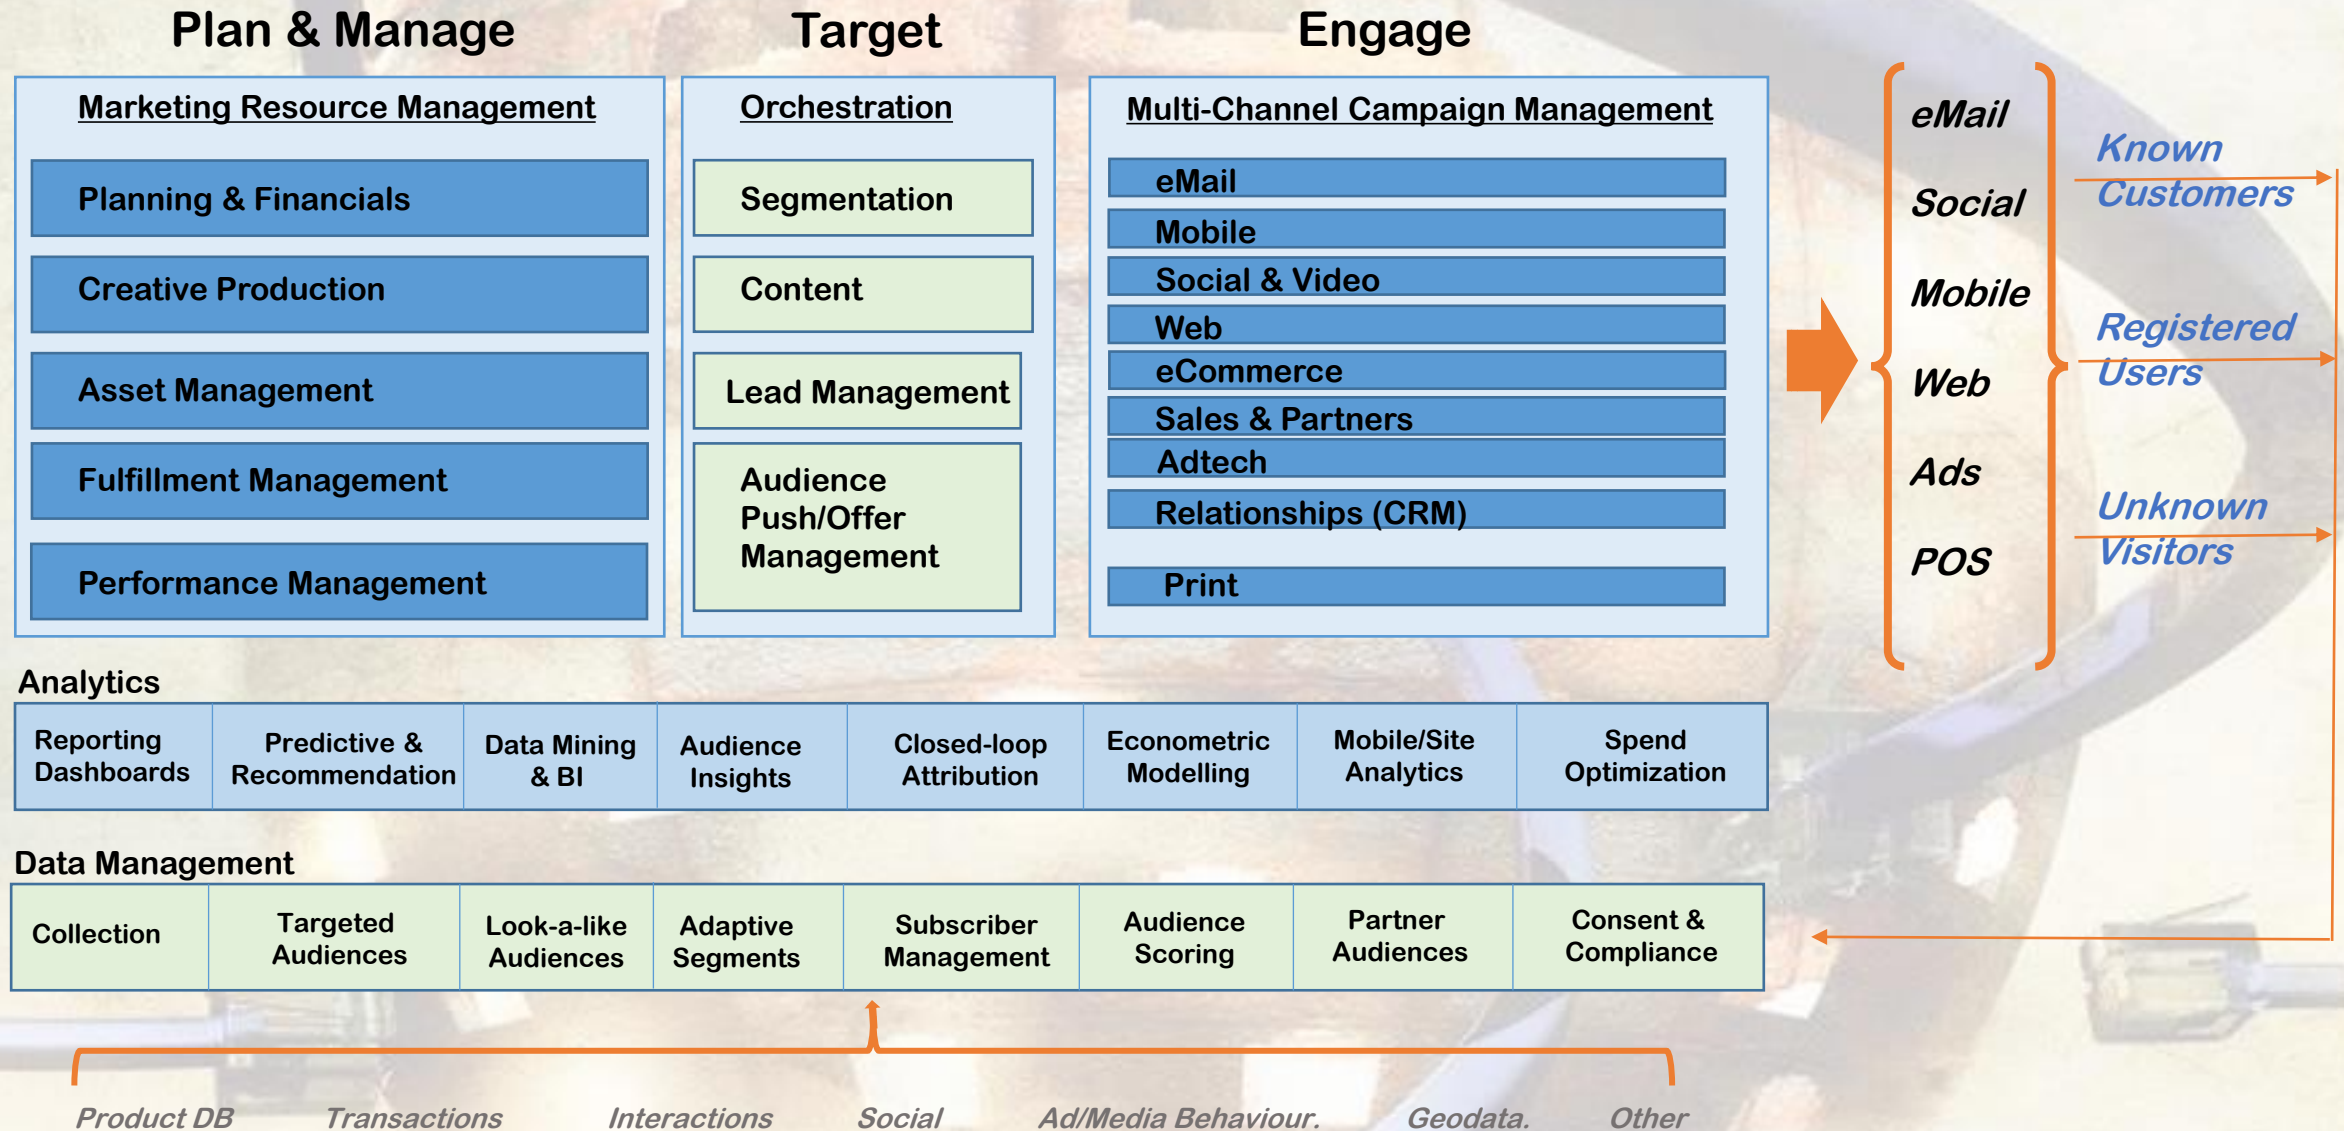 Plan & Manage
Target
Engage
Marketing Resource Management
Planning & Financials
Creative Production
Asset Management
Fulfillment Management
Performance Management
Orchestration
Segmentation
Content
Lead Management
Audience
Push/Offer
Management
Multi-Channel Campaign Management
eMail
Mobile
Social & Video
Web
eCommerce
Sales & Partners
Adtech
Relationships (CRM)
Print
eMail
Social
Mobile
Web
Ads
POS
Known
Customers
Registered
Users
Unknown
Visitors
Analytics
Reporting
Dashboards
Predictive &
Recommendation
Data Mining
& BI
Audience
Insights
Closed-loop
Attribution
Econometric
Modelling
Mobile/Site
Analytics
Spend
Optimization
Data Management
Collection
Targeted
Audiences
Look-a-like
Audiences
Adaptive
Segments
Subscriber
Management
Audience
Scoring
Partner
Audiences
Consent &
Compliance
Product DB
Transactions
Interactions
Social
Ad/Media Behaviour.
Geodata.
Other